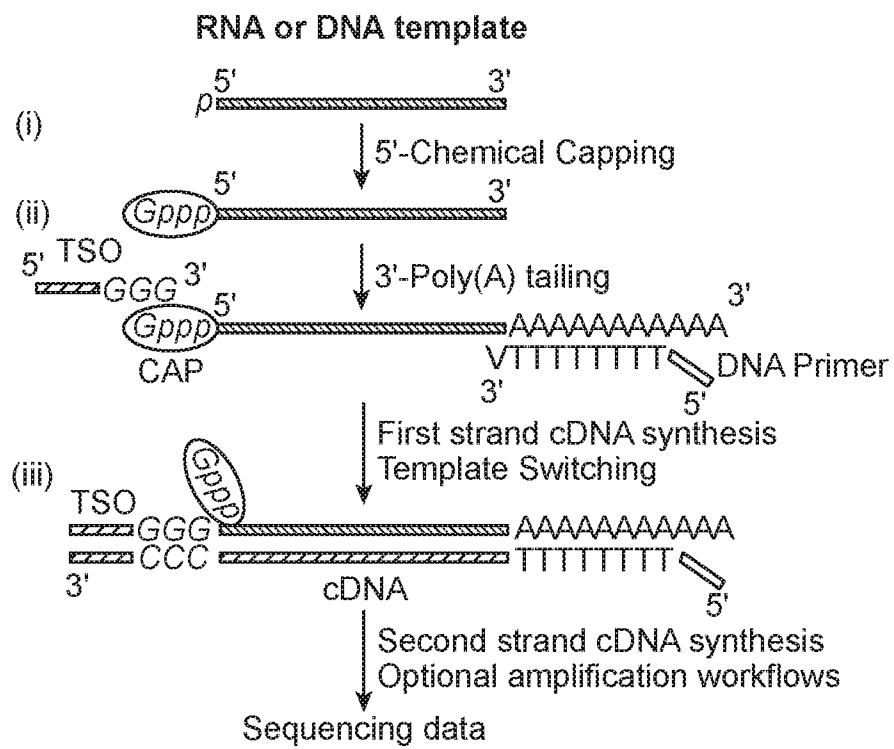 RNA or DNA template
5' 3'
p
(i)
5'-Chemical Capping
5' 3'
(ii) Gppp
TSO
5' GGG 3'
3'-Poly(A) tailing
5' 3'
Gppp AAAAAAAAAAA
CAP
VTTTTTTTT DNA Primer
3' 5'
First strand cDNA synthesis
Template Switching
(iii) Gppp
TSO
GGG AAAAAAAAAAA
CCC TTTTTTTT
3' cDNA 5'
Second strand cDNA synthesis
Optional amplification workflows
Sequencing data